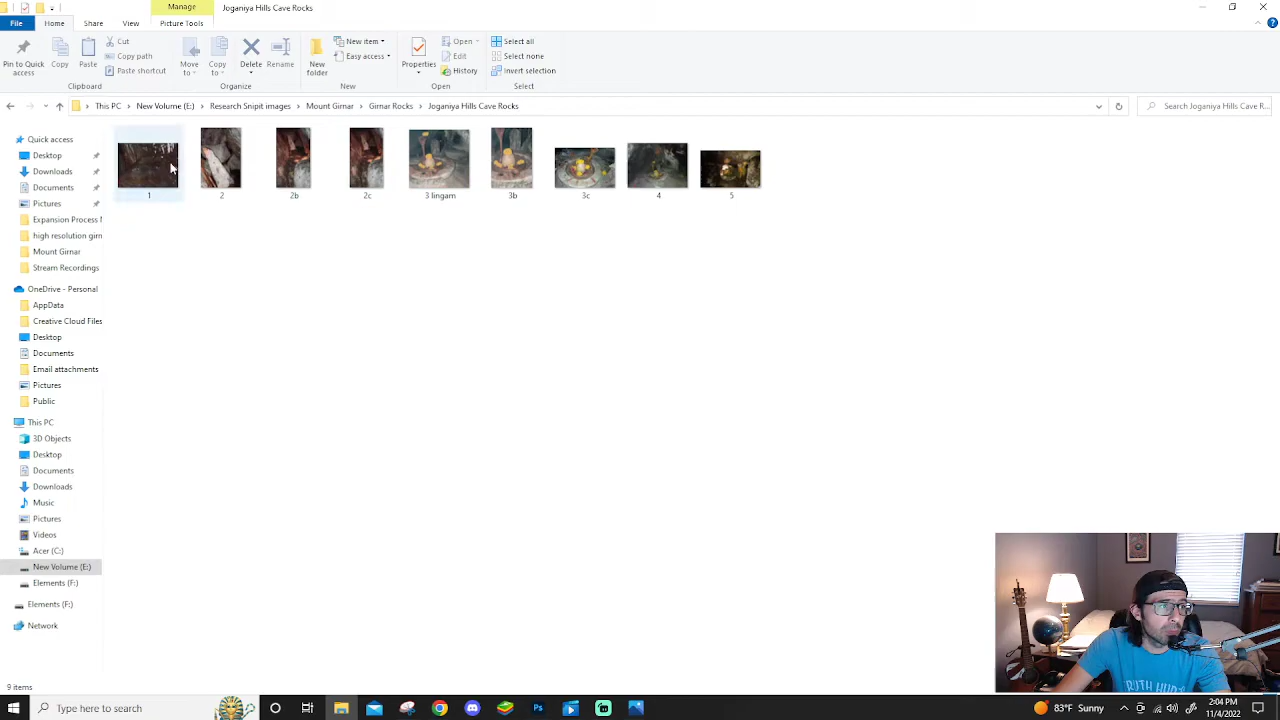 Manage
Joganiya Hills Cave Rocks
File
Home
Share
View
Picture Tools
Pin to Quick access
Copy
Paste
Cut
Copy path
Paste shortcut
Clipboard
Move to
Copy to
Delete
Rename
Organize
New folder
New item
Easy access
New
Properties
Open
Edit
History
Open
Select all
Select none
Invert selection
Select
This PC > New Volume (E:) > Research Snipit images > Mount Girnar > Girnar Rocks > Joganiya Hills Cave Rocks
Search Joganiya Hills Cave R...
Quick access
Desktop
Downloads
Documents
Pictures
Expansion Process
high resolution girn
Mount Girnar
Stream Recordings
OneDrive - Personal
AppData
Creative Cloud Files
Desktop
Documents
Email attachments
Pictures
Public
This PC
3D Objects
Desktop
Documents
Downloads
Music
Pictures
Videos
Acer (C:)
New Volume (E:)
Elements (F:)
Elements (F:)
Network
1
2
2b
2c
3 lingam
3b
3c
4
5
9 items
Type here to search
83°F Sunny
2:04 PM
11/4/2022